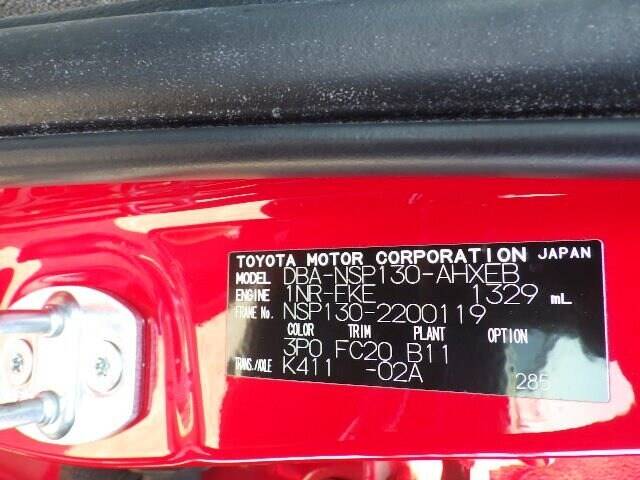 TOYOTA MOTOR CORPORATION JAPAN
MODEL DBA-NSP130-AHXEB
ENGINE 1NR-FKE 1329 mL
FRAME No. NSP130-2200119
COLOR TRIM PLANT OPTION
3P0 FC20 B11
TRANS./AXLE K411 -02A
285